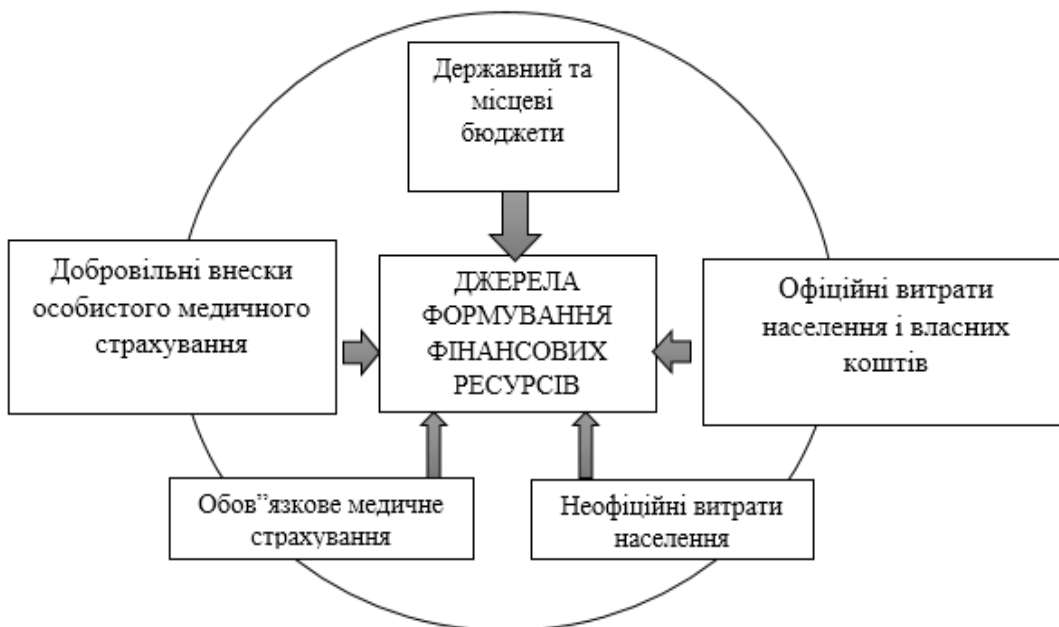 Державний та
місцеві
бюджети
Добровільні внески
особистого медичного
страхування
ДЖЕРЕЛА
ФОРМУВАННЯ
ФІНАНСОВИХ
РЕСУРСІВ
Офіційні витрати
населення і власних
коштів
Обов”язкове медичне
страхування
Неофіційні витрати
населення